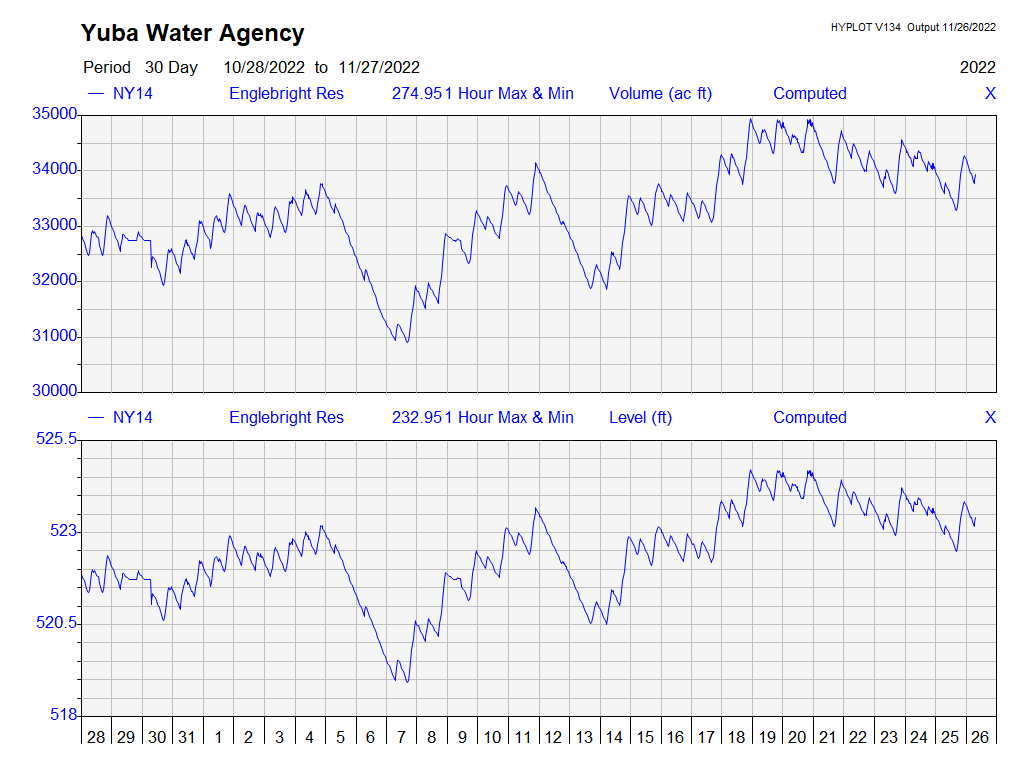 Yuba Water Agency
HYPLOT V134 Output 11/26/2022
Period 30 Day 10/28/2022 to 11/27/2022 2022
NY14 Englebright Res 274.951 Hour Max & Min Volume (ac ft) Computed X
35000
34000
33000
32000
31000
30000
NY14 Englebright Res 232.951 Hour Max & Min Level (ft) Computed X
525.5
523
520.5
518
28 29 30 31 1 2 3 4 5 6 7 8 9 10 11 12 13 14 15 16 17 18 19 20 21 22 23 24 25 26